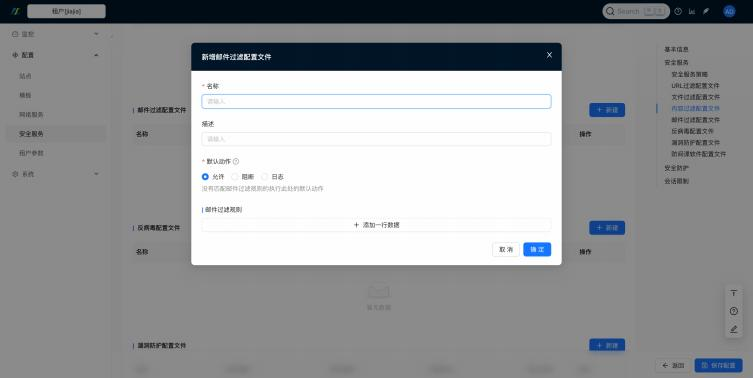 租户[jiajie]
Search
AD
监控
配置
站点
模板
网络服务
安全服务
租户参数
系统
邮件过滤配置文件
+ 新建
名称
操作
反病毒配置文件
+ 新建
名称
操作
暂无数据
漏洞防护配置文件
+ 新建
新增邮件过滤配置文件
* 名称
请输入
描述
请输入
* 默认动作
允许 阻断 日志
没有匹配邮件过滤规则的执行此处的默认动作
邮件过滤规则
+ 添加一行数据
取 消 确 定
基本信息
安全服务
安全服务策略
URL过滤配置文件
文件过滤配置文件
内容过滤配置文件
邮件过滤配置文件
反病毒配置文件
漏洞防护配置文件
防间谍软件配置文件
安全防护
会话限制
返回 保存配置